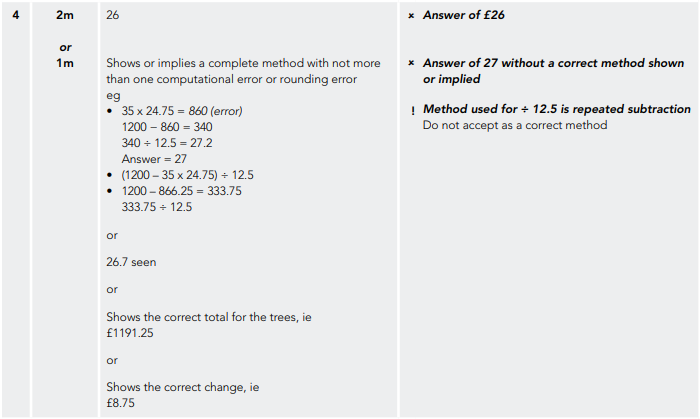 4 2m 26 × Answer of £26
or
1m Shows or implies a complete method with not more × Answer of 27 without a correct method shown
than one computational error or rounding error or implied
eg
• 35 x 24.75 = 860 (error) ! Method used for ÷ 12.5 is repeated subtraction
1200 – 860 = 340 Do not accept as a correct method
340 ÷ 12.5 = 27.2
Answer = 27
• (1200 – 35 x 24.75) ÷ 12.5
• 1200 – 866.25 = 333.75
333.75 ÷ 12.5
or
26.7 seen
or
Shows the correct total for the trees, ie
£1191.25
or
Shows the correct change, ie
£8.75